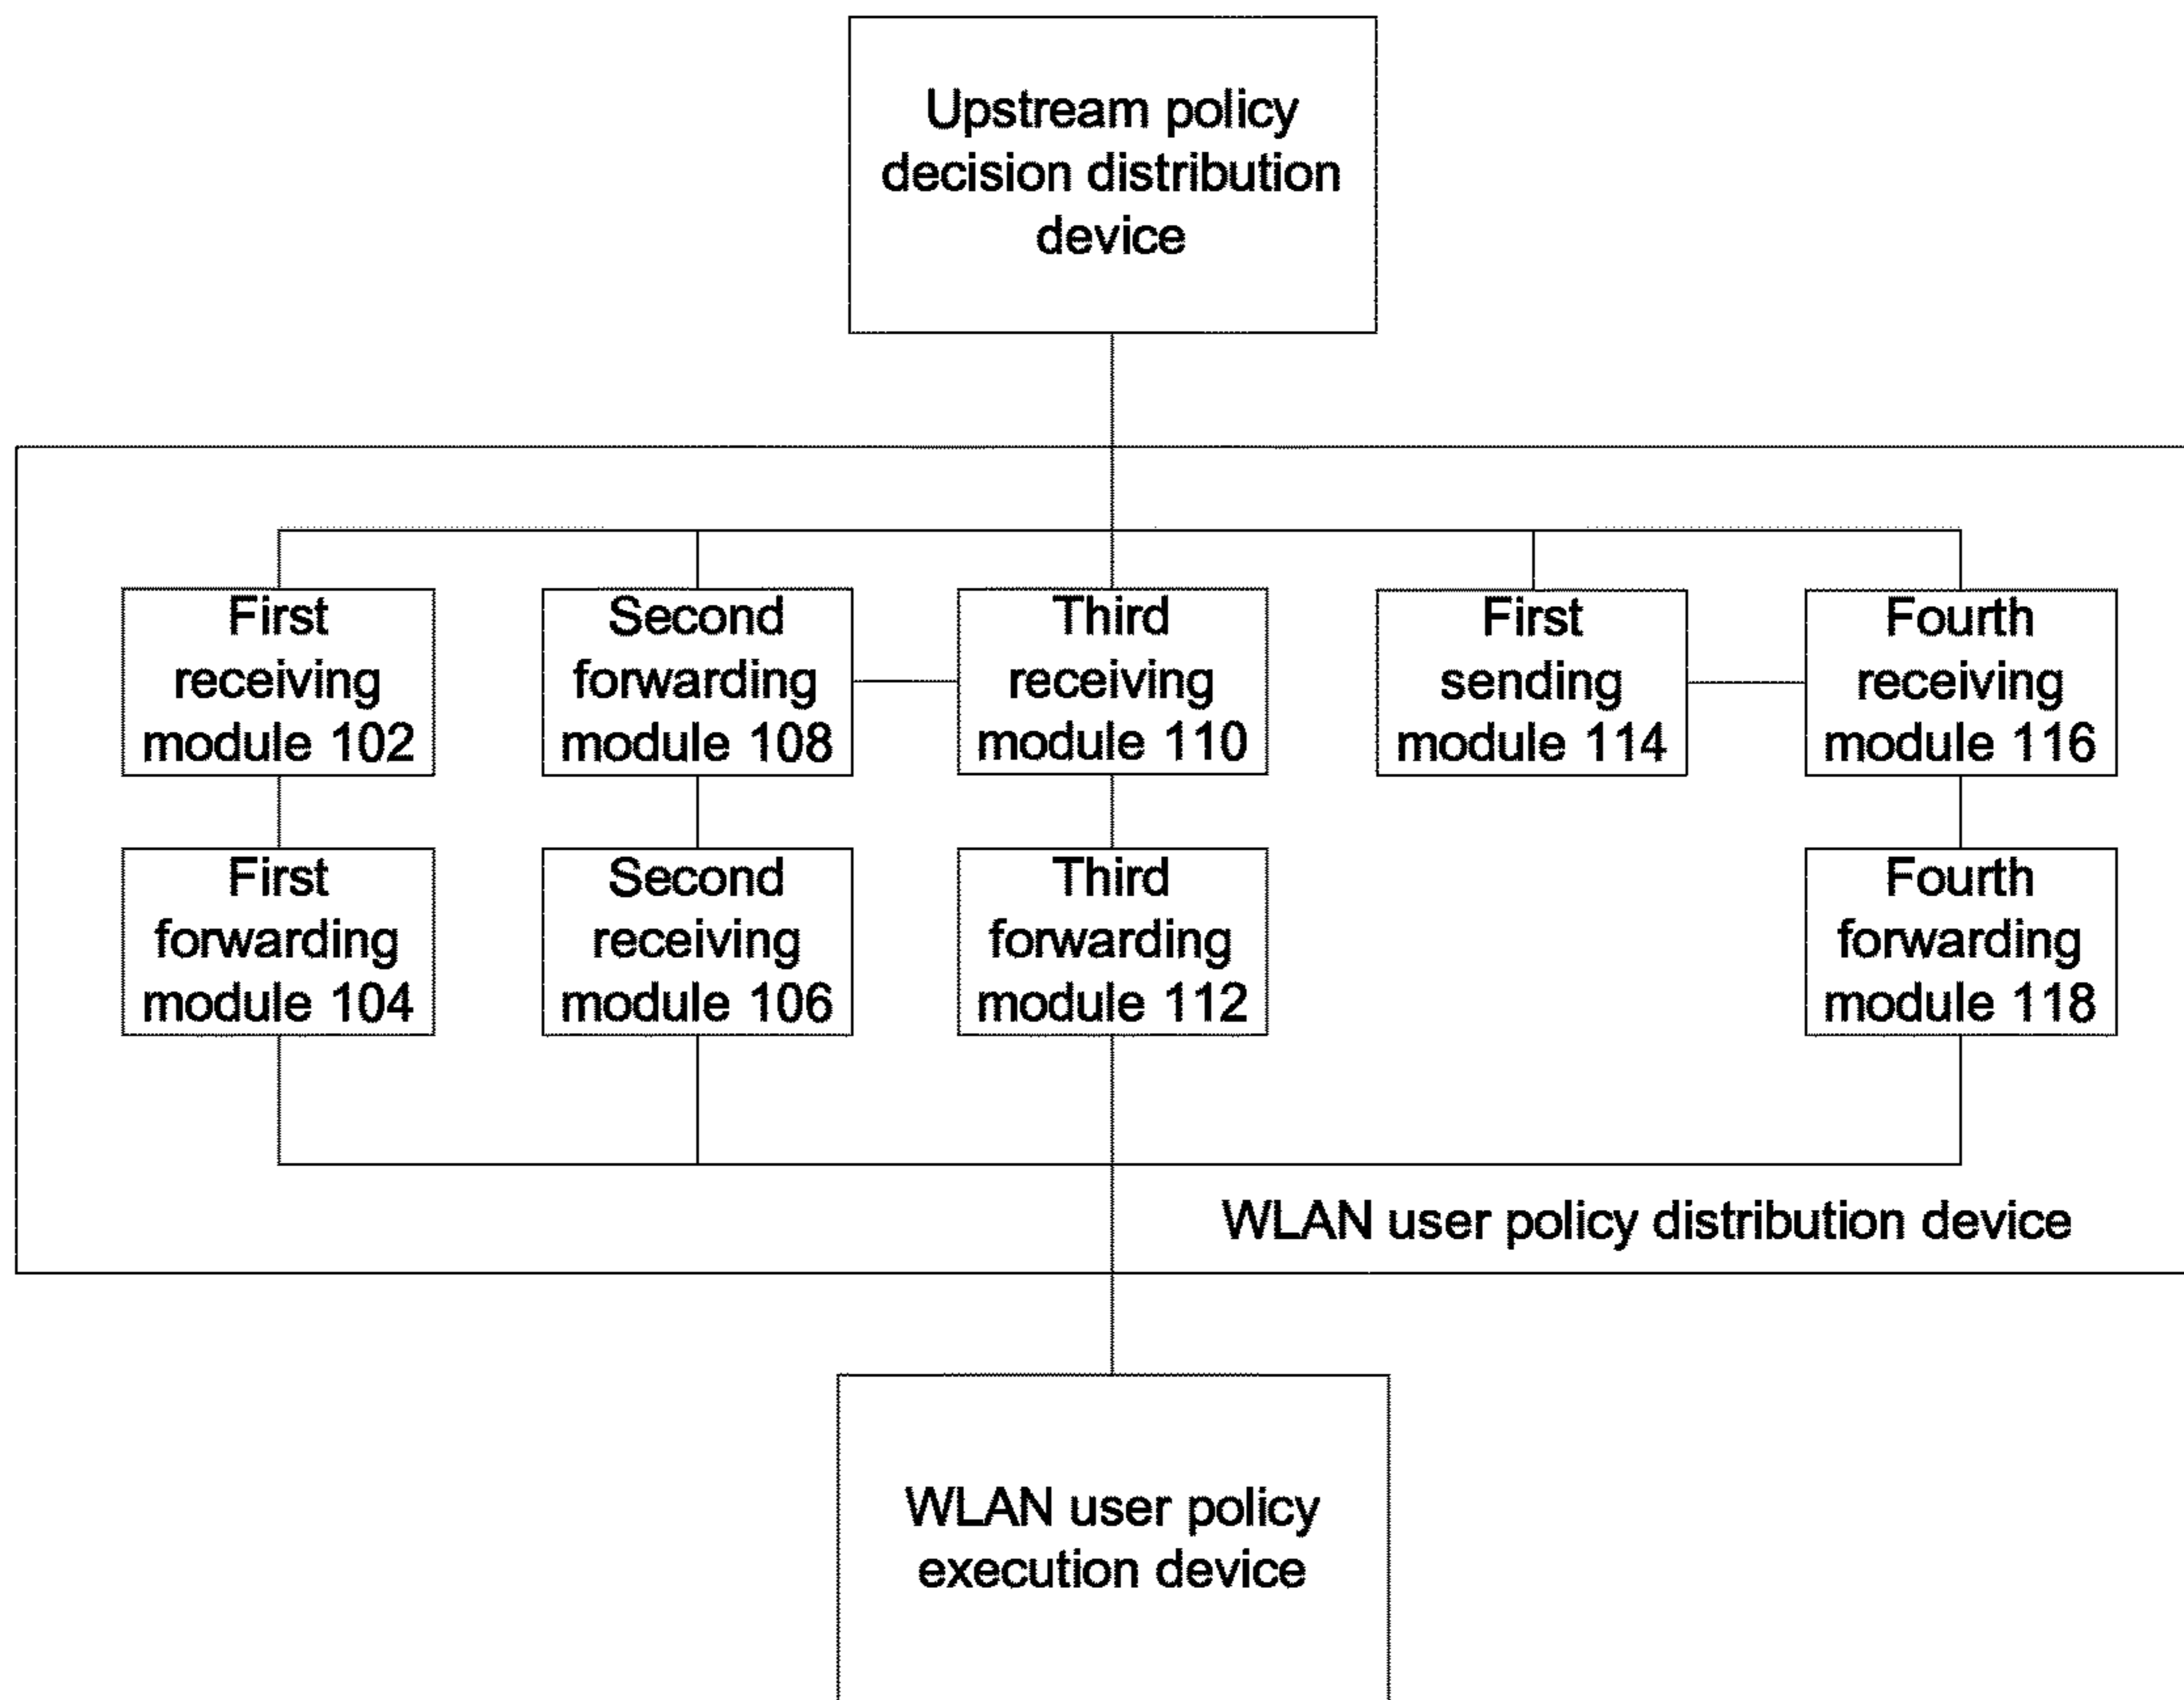 Upstream policy
decision distribution
device
First
receiving
module 102
Second
forwarding
module 108
Third
receiving
module 110
First
sending
module 114
Fourth
receiving
module 116
First
forwarding
module 104
Second
receiving
module 106
Third
forwarding
module 112
Fourth
forwarding
module 118
WLAN user policy distribution device
WLAN user policy
execution device